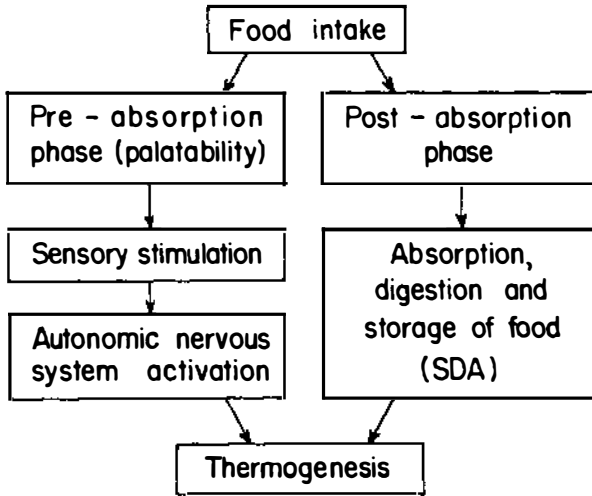 Food intake
Pre - absorption
phase (palatability)
Sensory stimulation
Autonomic nervous
system activation
Post - absorption
phase
Absorption,
digestion and
storage of food
(SDA)
Thermogenesis